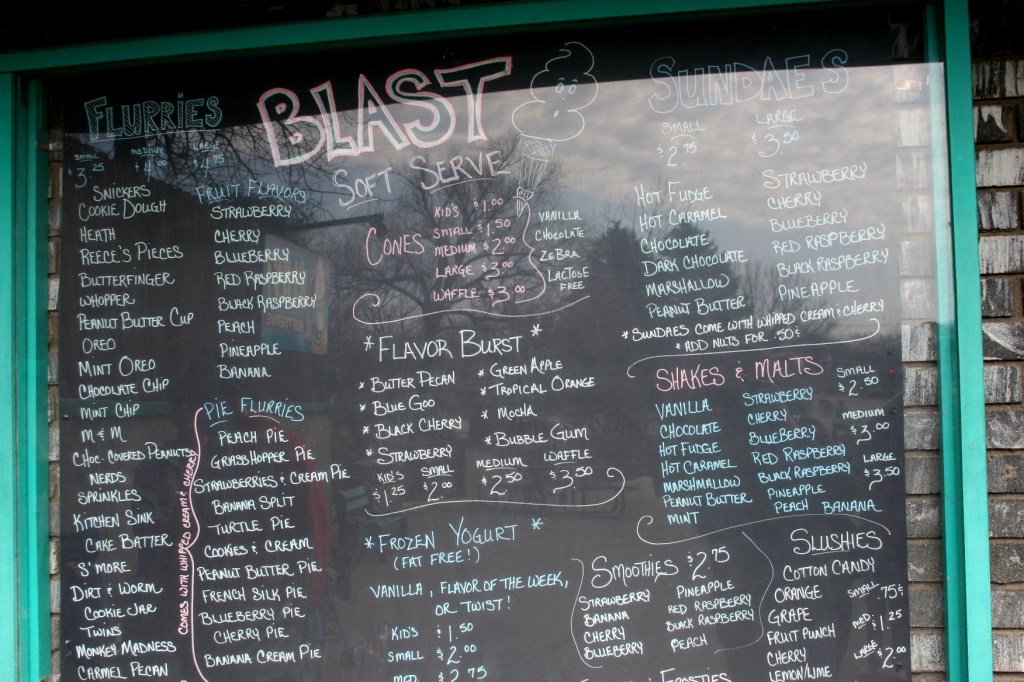 FLURRIES
SMALL MEDIUM LARGE
$3.25 $4.00 $4.75
SNICKERS
COOKIE DOUGH
HEATH
REECE'S PIECES
BUTTERFINGER
WHOPPER
PEANUT BUTTER CUP
OREO
MINT OREO
CHOCOLATE CHIP
MINT CHIP
M & M
CHOC. COVERED PEANUTS
NERDS
SPRINKLES
KITCHEN SINK
CAKE BATTER
S'MORE
DIRT & WORM
COOKIE JAR
TWINS
MONKEY MADNESS
CARMEL PECAN
FRUIT FLAVORS
STRAWBERRY
CHERRY
BLUEBERRY
RED RASPBERRY
BLACK RASPBERRY
PEACH
PINEAPPLE
BANANA
PIE FLURRIES
PEACH PIE
GRASSHOPPER PIE
STRAWBERRIES & CREAM PIE
BANANA SPLIT
TURTLE PIE
COOKIES & CREAM
PEANUT BUTTER PIE
FRENCH SILK PIE
BLUEBERRY PIE
CHERRY PIE
BANANA CREAM PIE
COMES WITH WHIPPED CREAM & CHERRY
BLAST
SOFT SERVE
CONES
KID'S $1.00
SMALL $1.50
MEDIUM $2.00
LARGE $3.00
WAFFLE $3.00
VANILLA
CHOCOLATE
ZEBRA
LACTOSE
FREE
*FLAVOR BURST*
* BUTTER PECAN
* BLUE GOO
* BLACK CHERRY
* STRAWBERRY
* GREEN APPLE
* TROPICAL ORANGE
* MOCHA
* BUBBLE GUM
KID'S SMALL MEDIUM WAFFLE
$1.25 $2.00 $2.50 $3.50
*FROZEN YOGURT*
(FAT FREE!)
VANILLA, FLAVOR OF THE WEEK,
OR TWIST!
KID'S $1.50
SMALL $2.00
MED. $2.75
SUNDAES
SMALL LARGE
$2.75 $3.50
HOT FUDGE
HOT CARAMEL
CHOCOLATE
DARK CHOCOLATE
MARSHALLOW
PEANUT BUTTER
STRAWBERRY
CHERRY
BLUEBERRY
RED RASPBERRY
BLACK RASPBERRY
PINEAPPLE
*SUNDAES COME WITH WHIPPED CREAM & CHERRY
*ADD NUTS FOR .50¢
SHAKES & MALTS
VANILLA
CHOCOLATE
HOT FUDGE
HOT CARAMEL
MARSHMALLOW
PEANUT BUTTER
MINT
STRAWBERRY
CHERRY
BLUEBERRY
RED RASPBERRY
BLACK RASPBERRY
PINEAPPLE
PEACH BANANA
SMALL
$2.50
MEDIUM
$3.00
LARGE
$3.50
SMOOTHIES $2.75
STRAWBERRY
BANANA
CHERRY
BLUEBERRY
PINEAPPLE
RED RASPBERRY
BLACK RASPBERRY
PEACH
SLUSHIES
COTTON CANDY
ORANGE
GRAPE
FRUIT PUNCH
CHERRY
LEMON/LIME
SMALL .75¢
MED $1.25
LARGE $2.00
FROSTIES